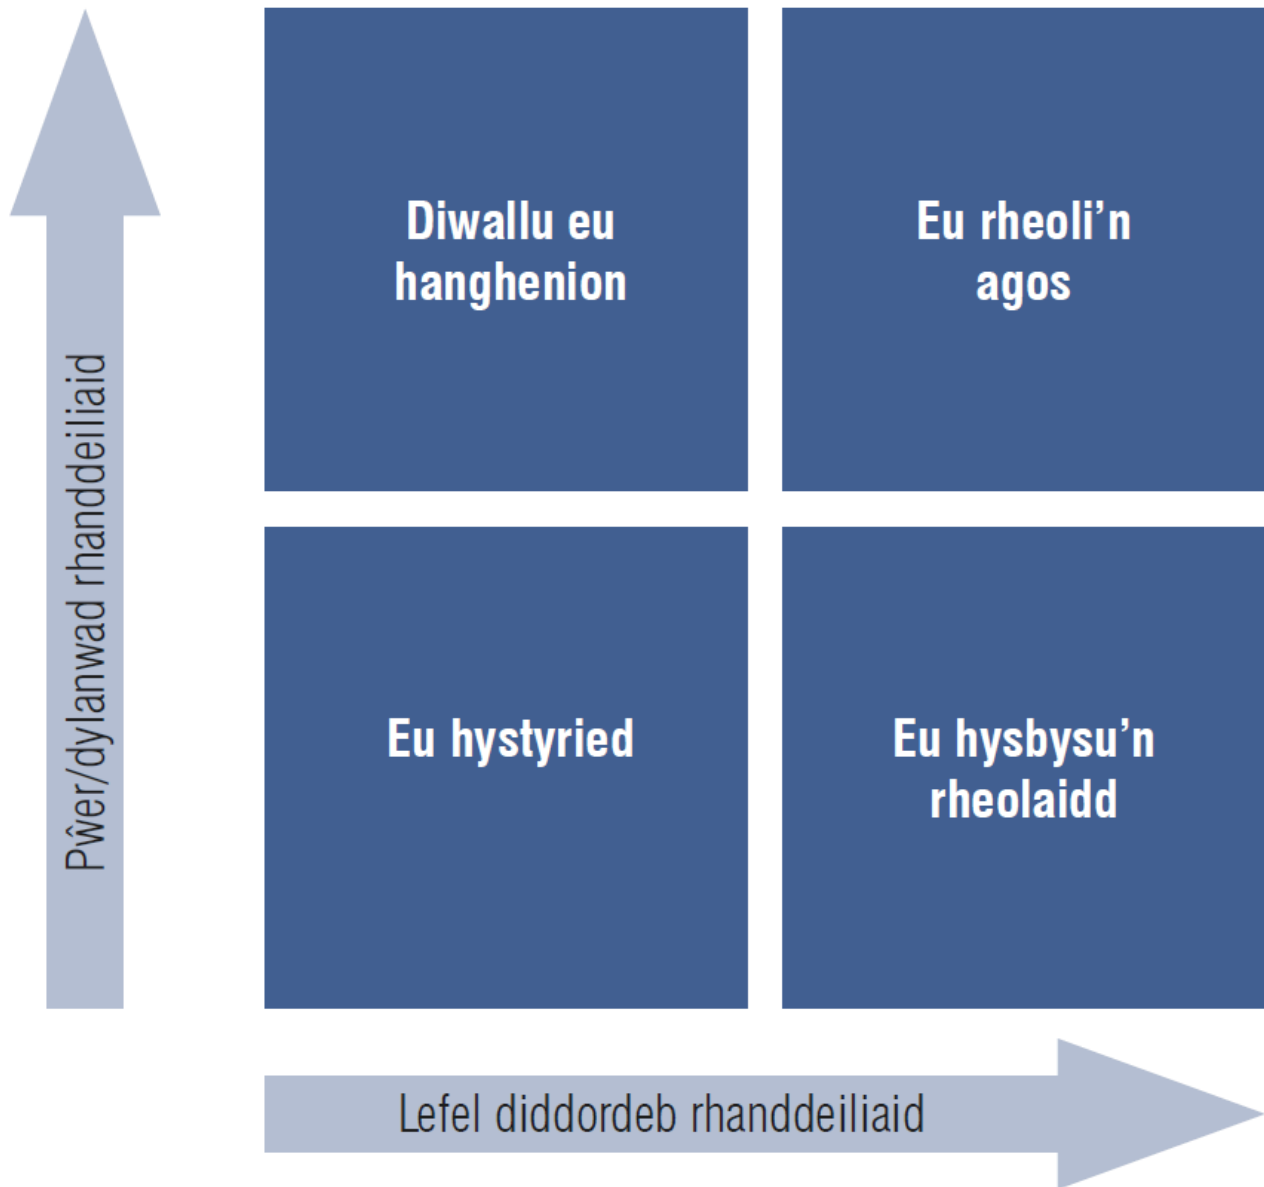 Pŵer/dylanwad rhanddeiliaid
Diwallu eu
hanghenion
Eu rheoli’n
agos
Eu hystyried
Eu hysbysu’n
rheolaidd
Lefel diddordeb rhanddeiliaid